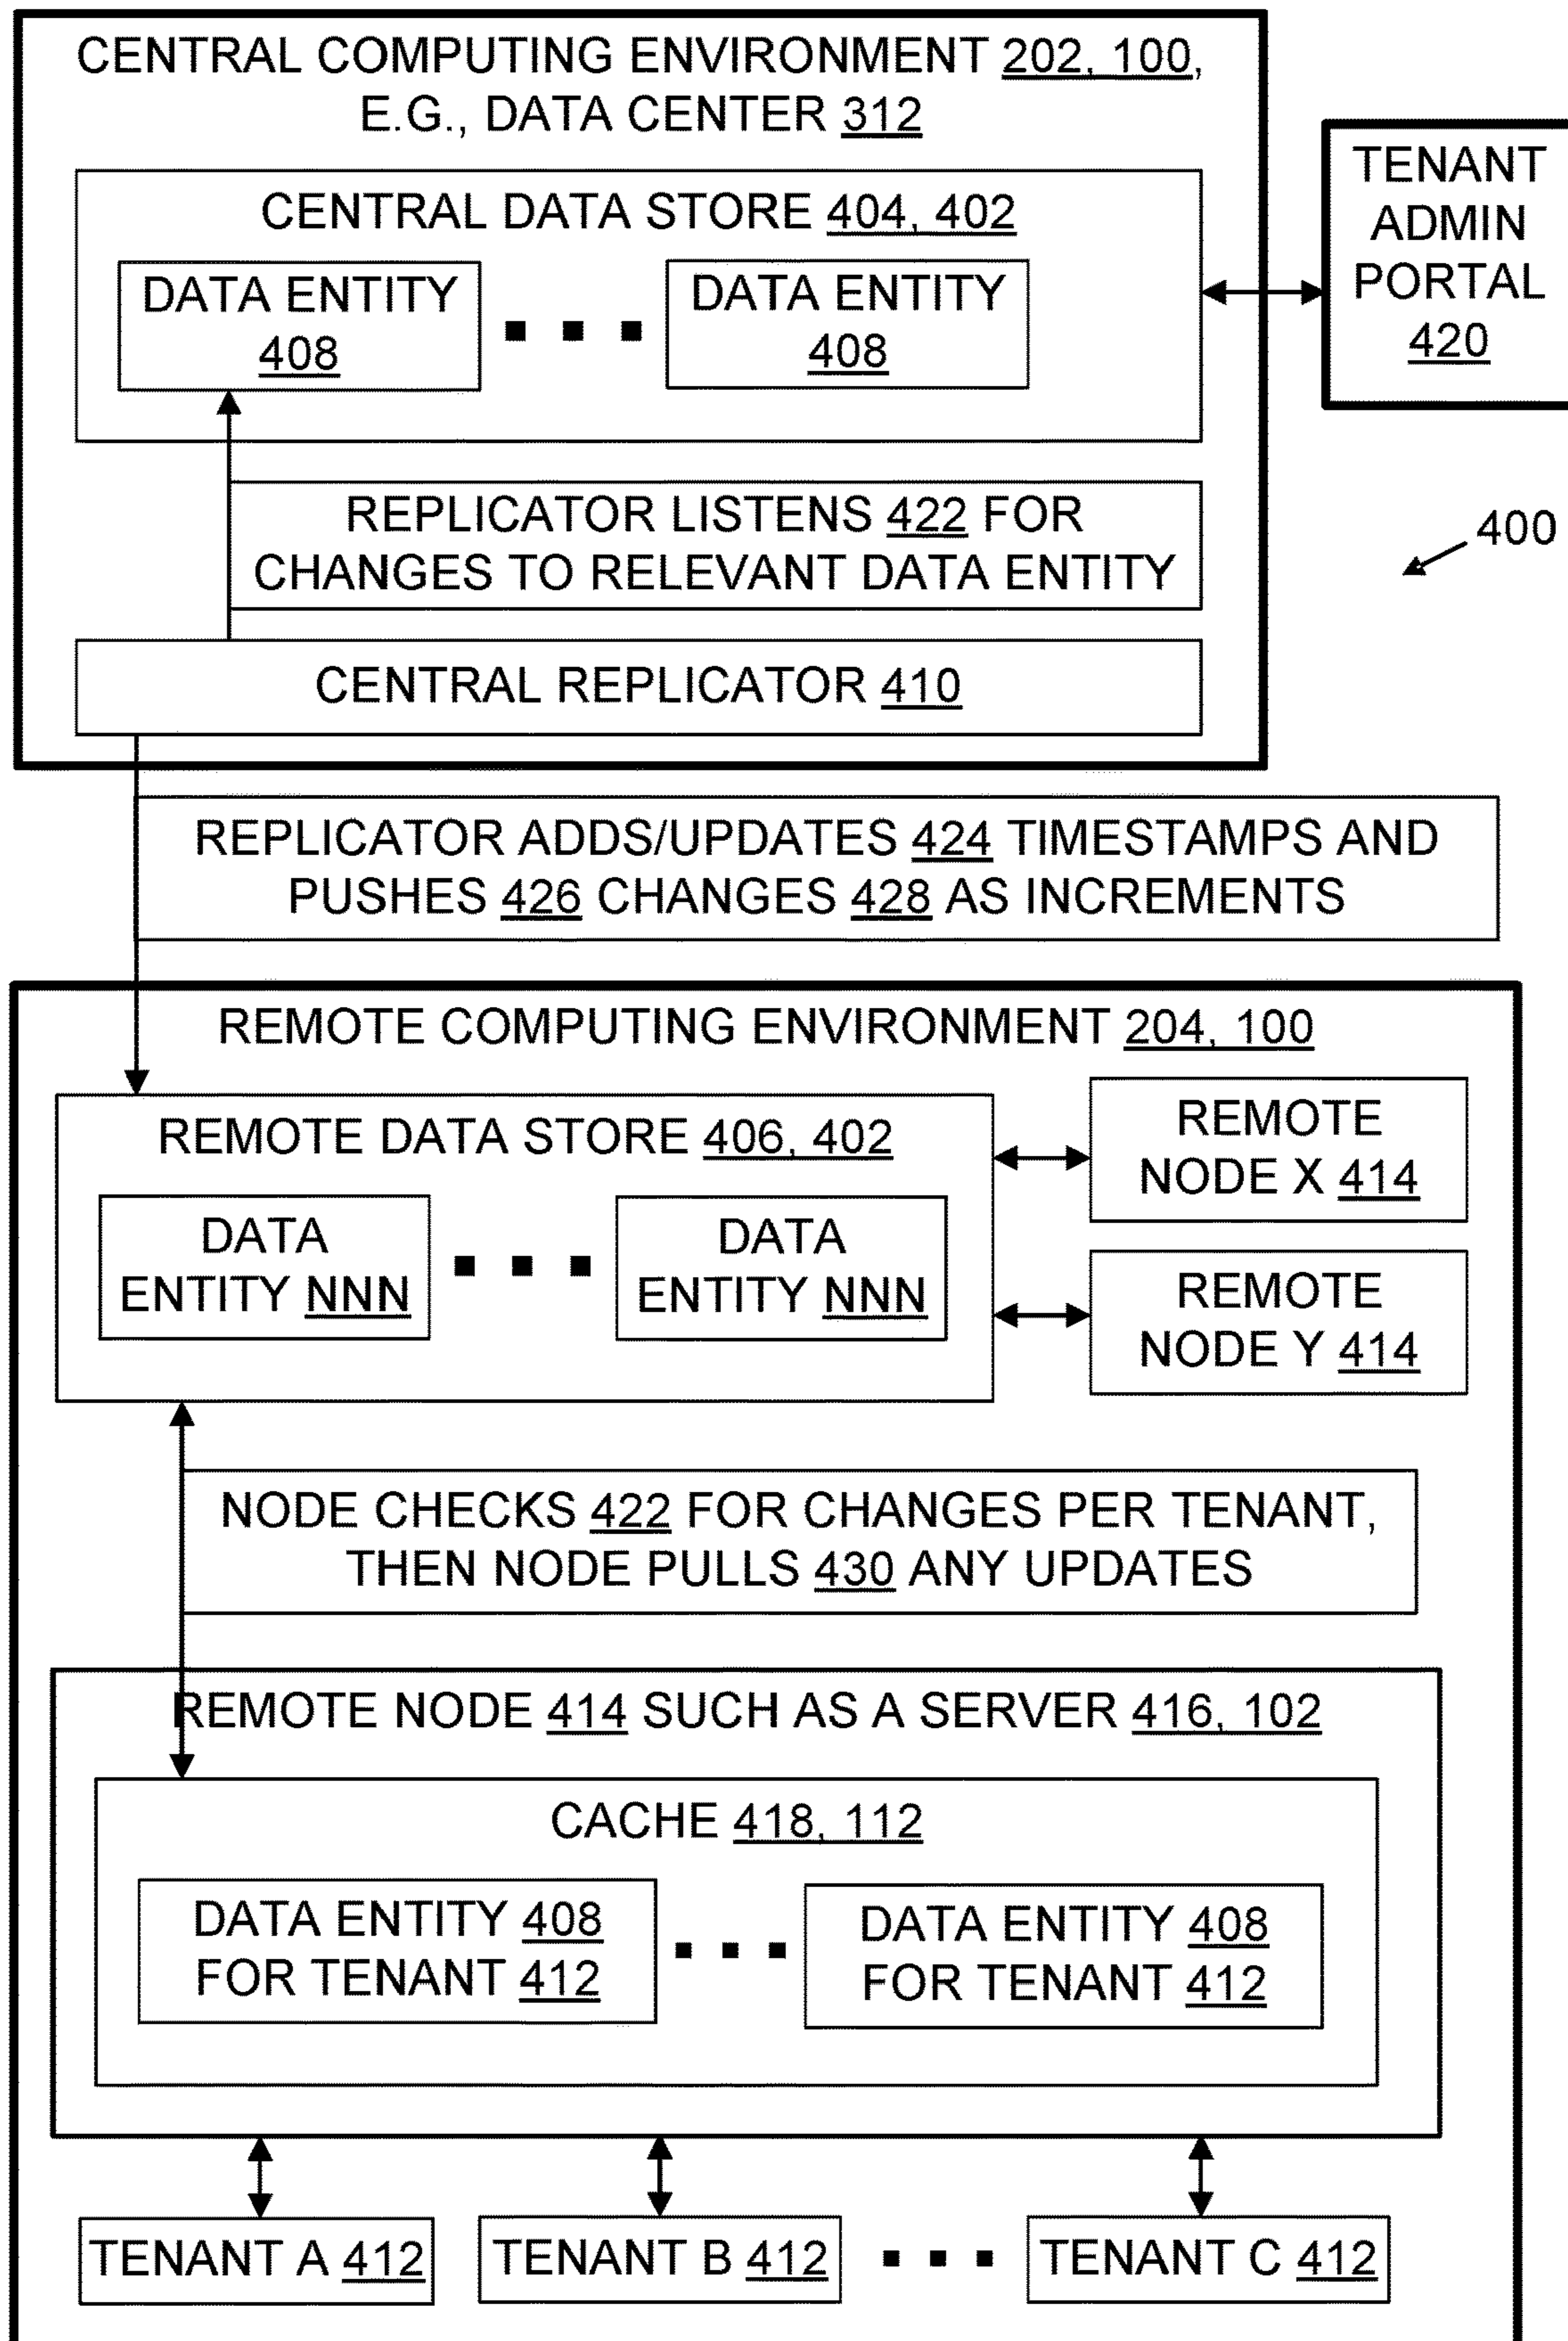 CENTRAL COMPUTING ENVIRONMENT 202, 100,
E.G., DATA CENTER 312
CENTRAL DATA STORE 404, 402
DATA ENTITY
408
DATA ENTITY
408
TENANT
ADMIN
PORTAL
420
REPLICATOR LISTENS 422 FOR
CHANGES TO RELEVANT DATA ENTITY
400
CENTRAL REPLICATOR 410
REPLICATOR ADDS/UPDATES 424 TIMESTAMPS AND
PUSHES 426 CHANGES 428 AS INCREMENTS
REMOTE COMPUTING ENVIRONMENT 204, 100
REMOTE DATA STORE 406, 402
DATA
ENTITY NNN
DATA
ENTITY NNN
REMOTE
NODE X 414
REMOTE
NODE Y 414
NODE CHECKS 422 FOR CHANGES PER TENANT,
THEN NODE PULLS 430 ANY UPDATES
REMOTE NODE 414 SUCH AS A SERVER 416, 102
CACHE 418, 112
DATA ENTITY 408
FOR TENANT 412
DATA ENTITY 408
FOR TENANT 412
TENANT A 412
TENANT B 412
TENANT C 412